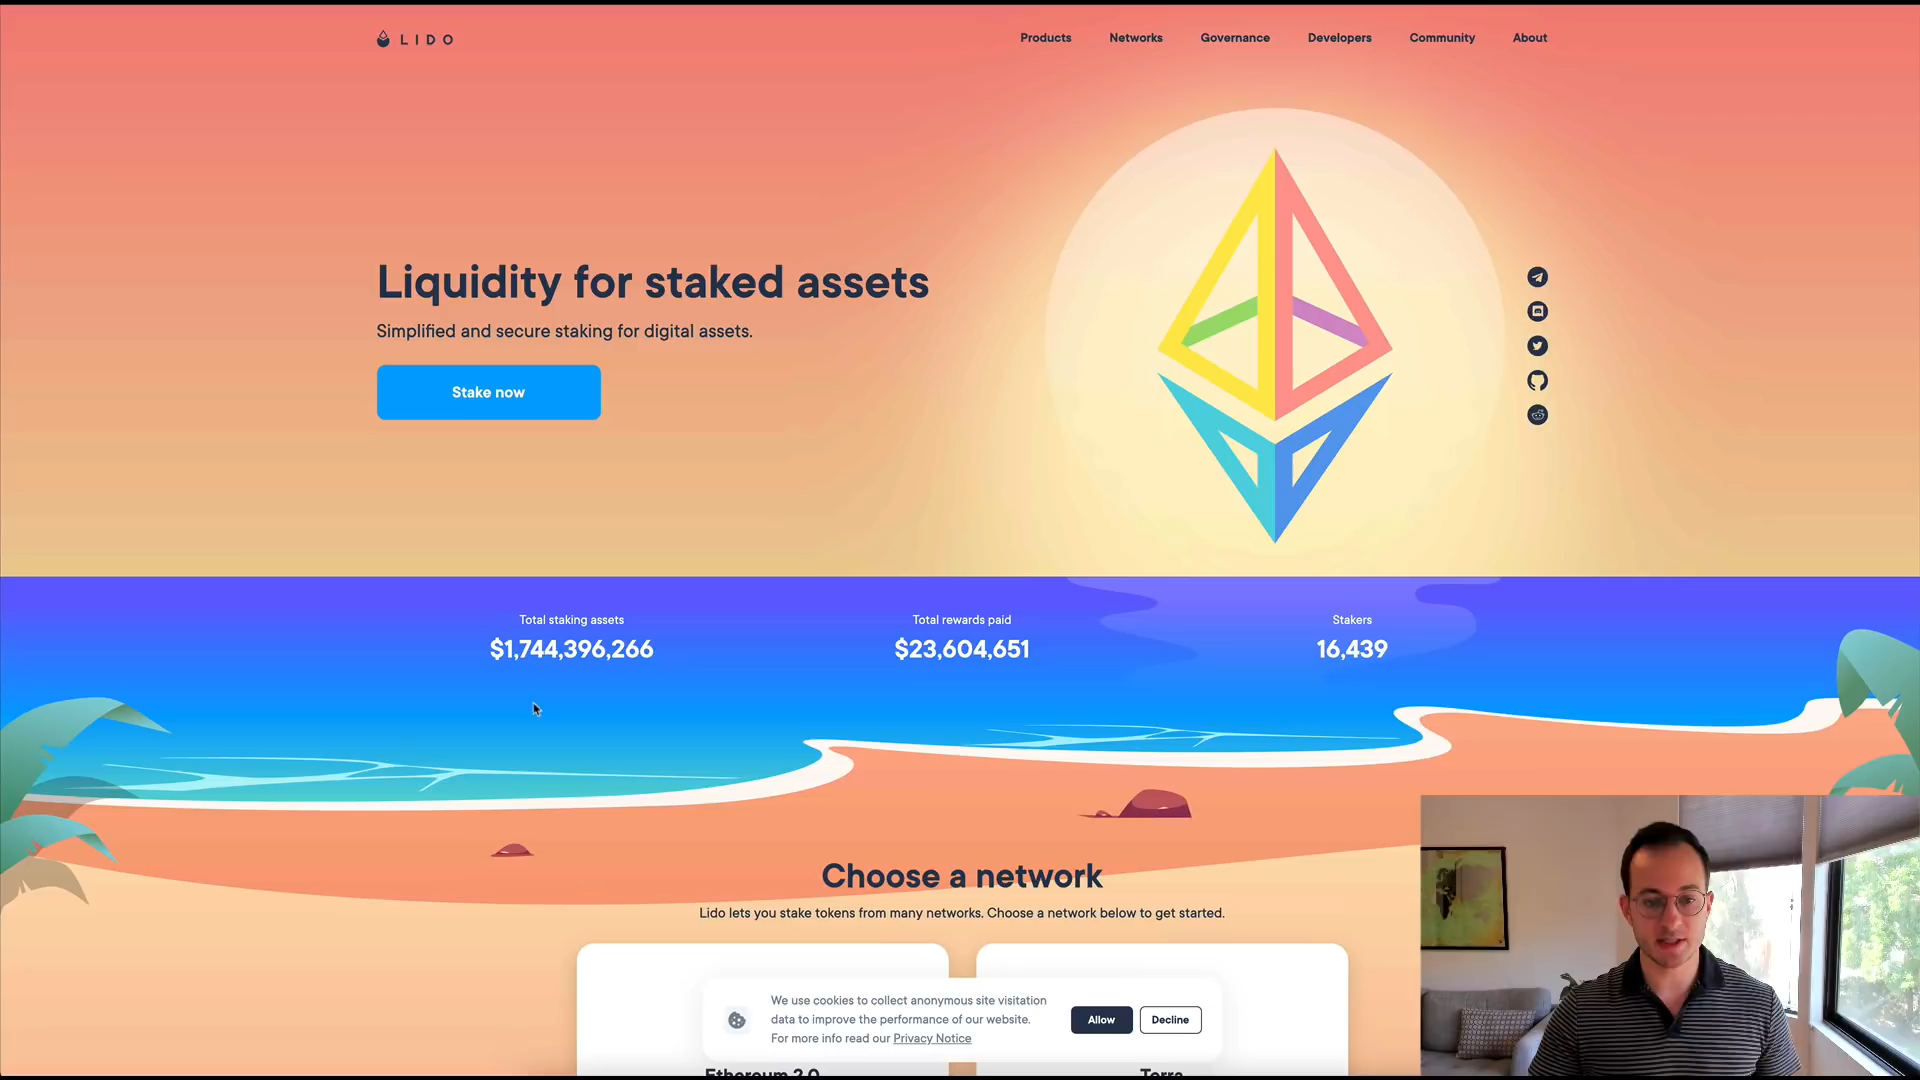 LIDO
Products
Networks
Governance
Developers
Community
About
Liquidity for staked assets
Simplified and secure staking for digital assets.
Stake now
Total staking assets
$1,744,396,266
Total rewards paid
$23,604,651
Stakers
16,439
Choose a network
Lido lets you stake tokens from many networks. Choose a network below to get started.
We use cookies to collect anonymous site visitation
data to improve the performance of our website.
For more info read our Privacy Notice
Allow
Decline
Ethereum 2.0
Terra